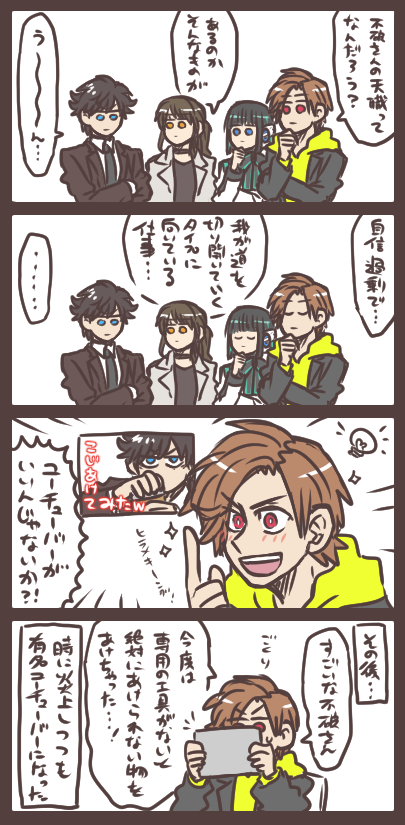 不破さんの天職って
なんだろう?
あるのか
そんなものが
う〜〜〜ん…
自信過剰で…
我が道を
切り開いていく
タイプに
向いている
仕事…
……
こじあけ
てみたw
ヒラメキーング!
ユーチューバーが
いいんじゃないか?!
その後…
すごいな不破さん
ごくり
今度は
専用の工具がないと
絶対にあけられない物を
あけちゃった…!
時に炎上しつつも
有名ユーチューバーになった